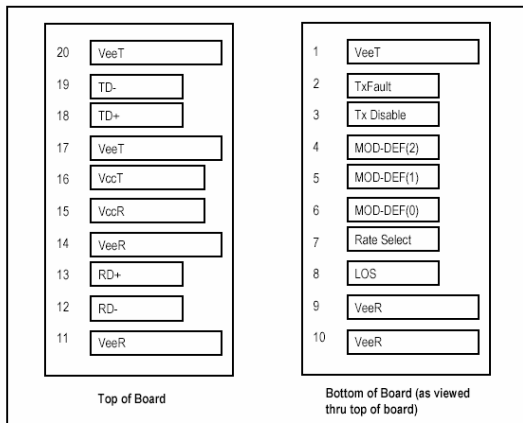 20 VeeT
19 TD-
18 TD+
17 VeeT
16 VccT
15 VccR
14 VeeR
13 RD+
12 RD-
11 VeeR
Top of Board
1 VeeT
2 TxFault
3 Tx Disable
4 MOD-DEF(2)
5 MOD-DEF(1)
6 MOD-DEF(0)
7 Rate Select
8 LOS
9 VeeR
10 VeeR
Bottom of Board (as viewed
thru top of board)